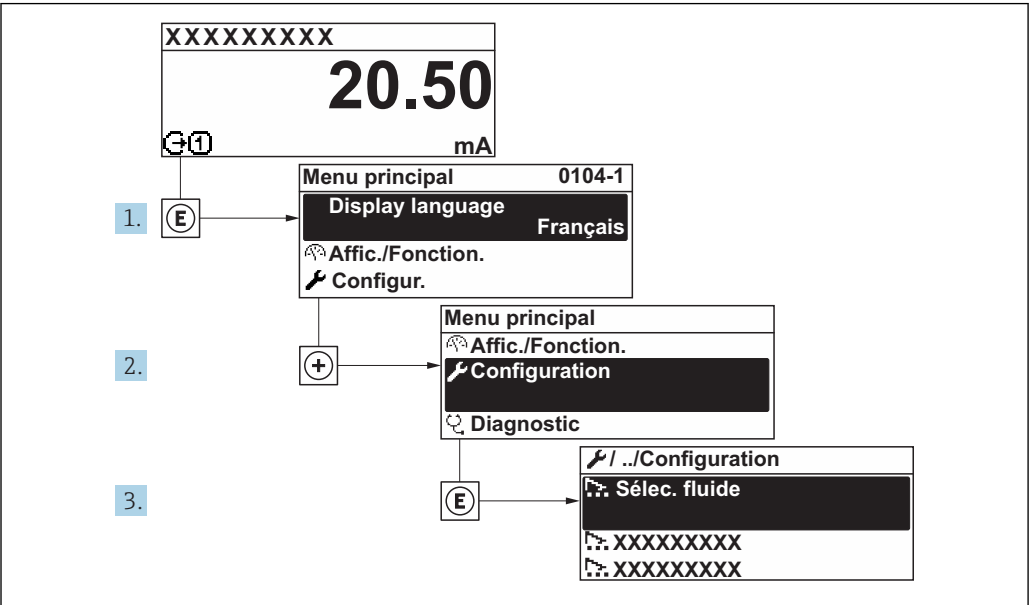 XXXXXXXXX
20.50
1
mA
Menu principal 0104-1
1.
E
Display language
Français
Affic./Fonction.
Configur.
Menu principal
2.
+
Affic./Fonction.
Configuration
Diagnostic
/ ../Configuration
3.
E
Sélec. fluide
XXXXXXXXX
XXXXXXXXX